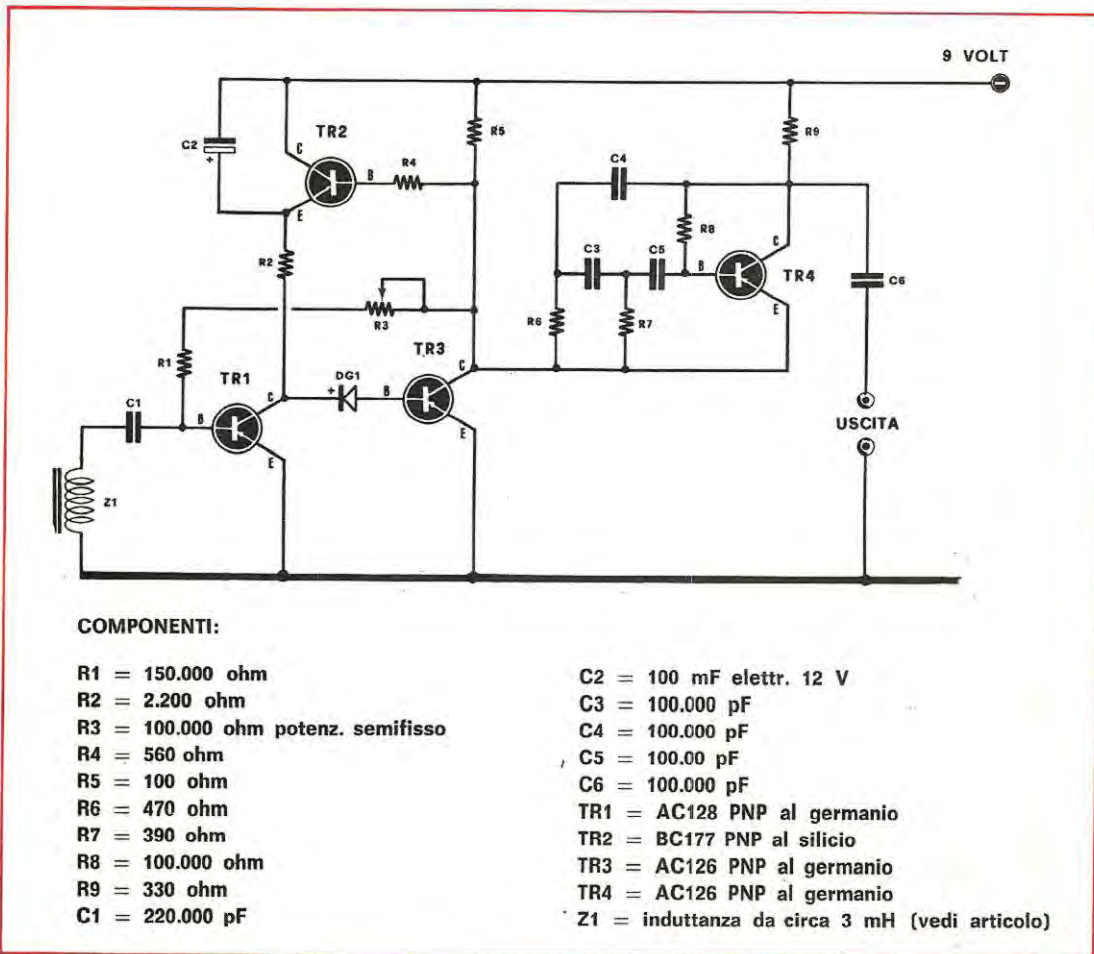 9 VOLT
C2
+
C
TR2
B
R4
E
R5
R9
C4
R8
C3
C5
B
C
TR4
E
C6
R2
R6
R7
R3
R1
TR3
C
DG1
+
B
E
TR1
C
B
E
C1
Z1
USCITA
COMPONENTI:
R1 = 150.000 ohm
R2 = 2.200 ohm
R3 = 100.000 ohm potenz. semifisso
R4 = 560 ohm
R5 = 100 ohm
R6 = 470 ohm
R7 = 390 ohm
R8 = 100.000 ohm
R9 = 330 ohm
C1 = 220.000 pF
C2 = 100 mF elettr. 12 V
C3 = 100.000 pF
C4 = 100.000 pF
C5 = 100.00 pF
C6 = 100.000 pF
TR1 = AC128 PNP al germanio
TR2 = BC177 PNP al silicio
TR3 = AC126 PNP al germanio
TR4 = AC126 PNP al germanio
Z1 = induttanza da circa 3 mH (vedi articolo)